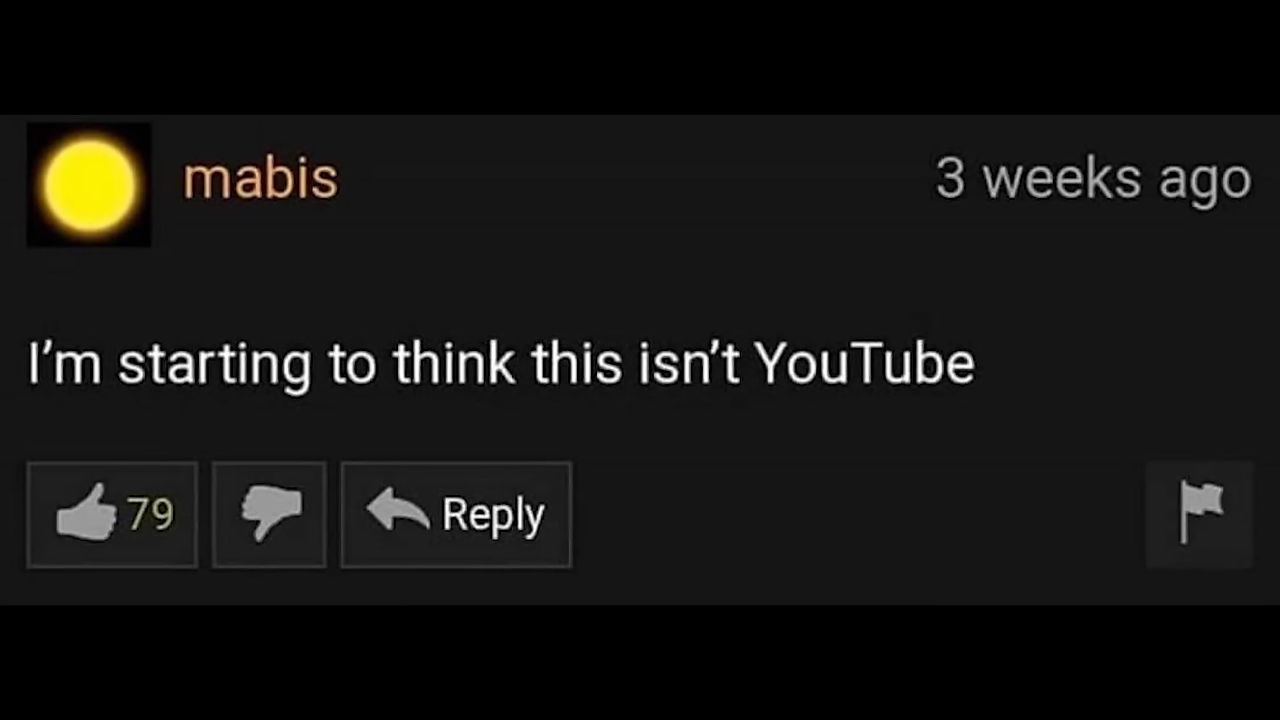 mabis
3 weeks ago
I’m starting to think this isn’t YouTube
79
Reply